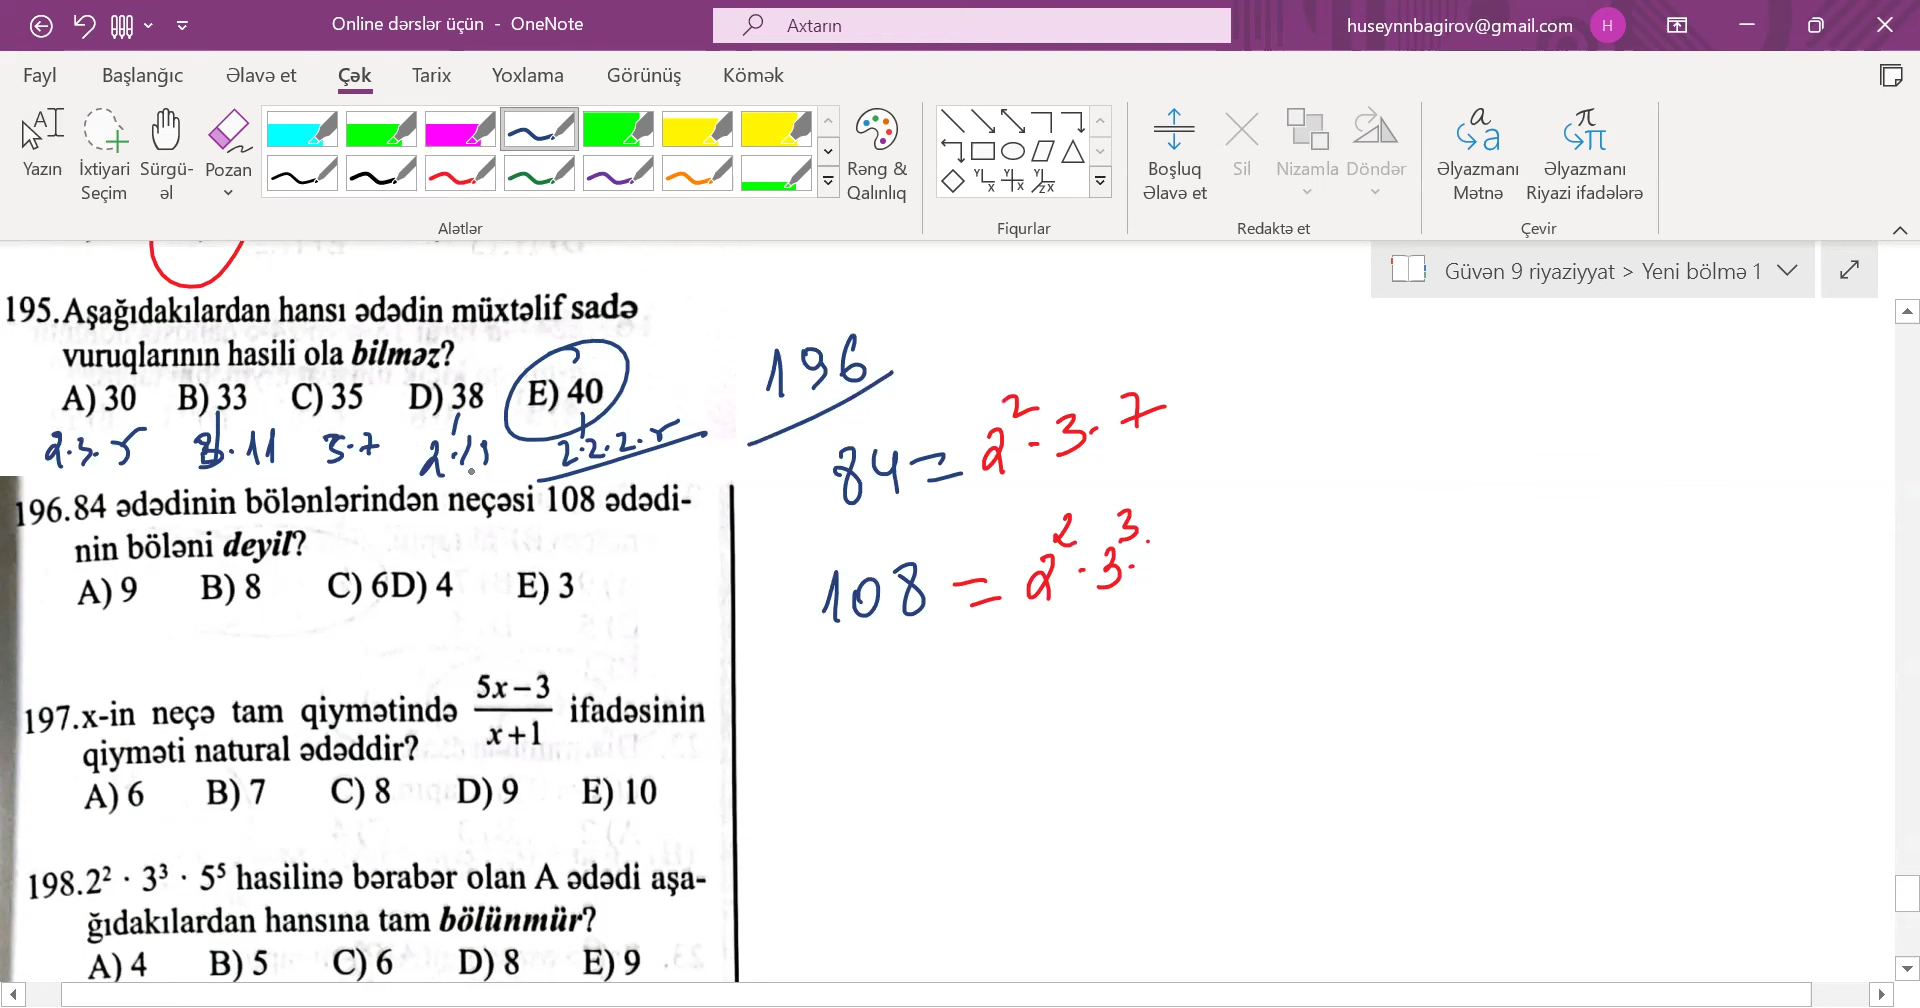 Online dərslər üçün - OneNote
Axtarın
huseynnbagirov@gmail.com
H
Fayl Başlanğıc Əlavə et Çək Tarix Yoxlama Görünüş Kömək
Yazın
İxtiyari Seçim
Sürgü-əl
Pozan
Rəng & Qalınlıq
Boşluq Əlavə et
Sil
Nizamla
Döndər
Əlyazmanı Mətnə
Əlyazmanı Riyazi ifadələrə
Alətlər
Fiqurlar
Redaktə et
Çevir
Güvən 9 riyaziyyat > Yeni bölmə 1
195. Aşağıdakılardan hansı ədədin müxtəlif sadə
vuruqlarının hasili ola bilməz?
A) 30 B) 33 C) 35 D) 38 E) 40
2·3·5 3·11 5·7 2·19 2·2·2·5
196
84 = 2² · 3 · 7
108 = 2² · 3³ ·
196. 84 ədədinin bölənlərindən neçəsi 108 ədədi-
nin böləni deyil?
A) 9 B) 8 C) 6 D) 4 E) 3
197. x-in neçə tam qiymətində (5x – 3)/(x + 1) ifadəsinin
qiyməti natural ədəddir?
A) 6 B) 7 C) 8 D) 9 E) 10
198. 2² · 3³ · 5⁵ hasilinə bərabər olan A ədədi aşa-
ğıdakılardan hansına tam bölünmür?
A) 4 B) 5 C) 6 D) 8 E) 9